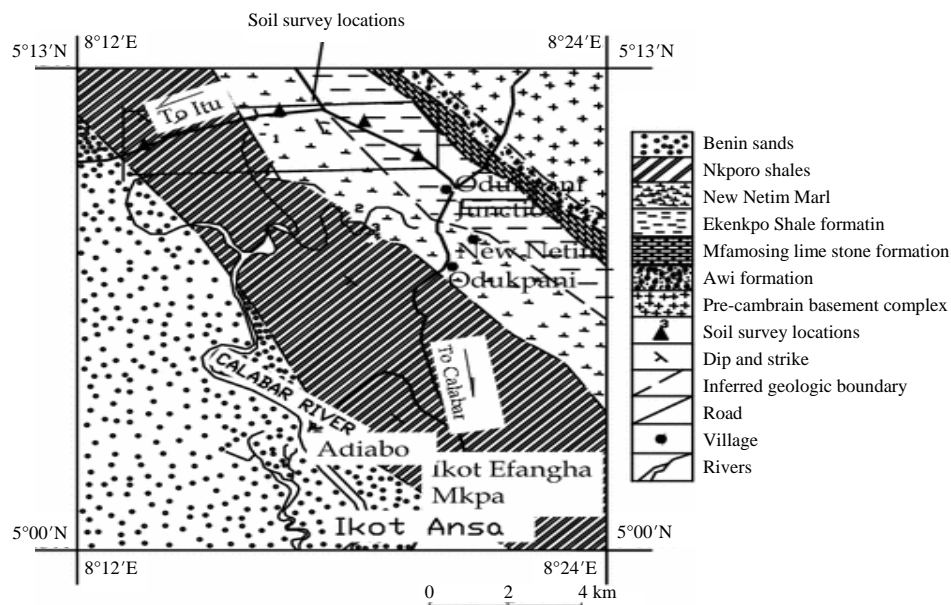 Soil survey locations
8°12′E
8°24′E
5°13′N
5°13′N
To Itu
Odukpani
Junction
New Netim
Odukpani
2
3
To Calabar
CALABAR RIVER
Adiabo
ikot Efangha
Mkpa
Ikot Ansa
5°00′N
5°00′N
8°12′E
8°24′E
0 2 4 km
Benin sands
Nkporo shales
New Netim Marl
Ekenkpo Shale formatin
Mfamosing lime stone formation
Awi formation
Pre-cambrain basement complex
3
Soil survey locations
Dip and strike
Inferred geologic boundary
Road
Village
Rivers